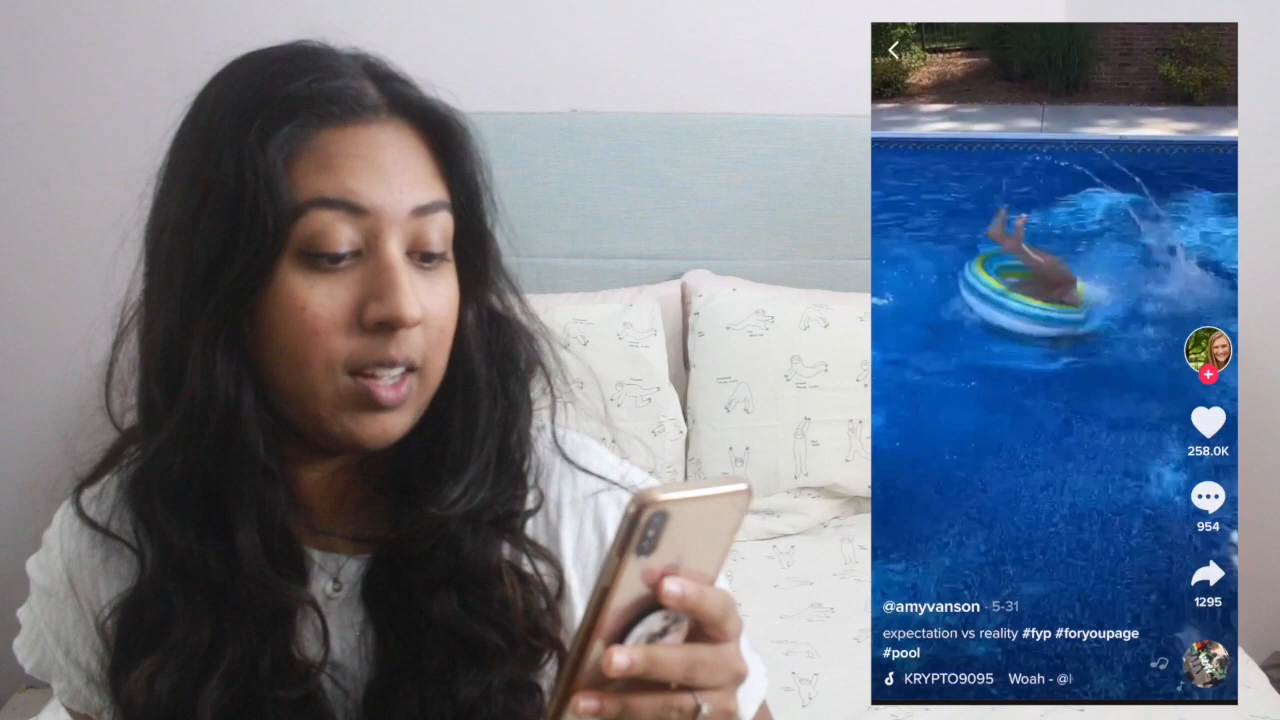 258.0K
954
1295
@amyvanson · 5-31
expectation vs reality #fyp #foryoupage
#pool
KRYPTO9095 Woah - @